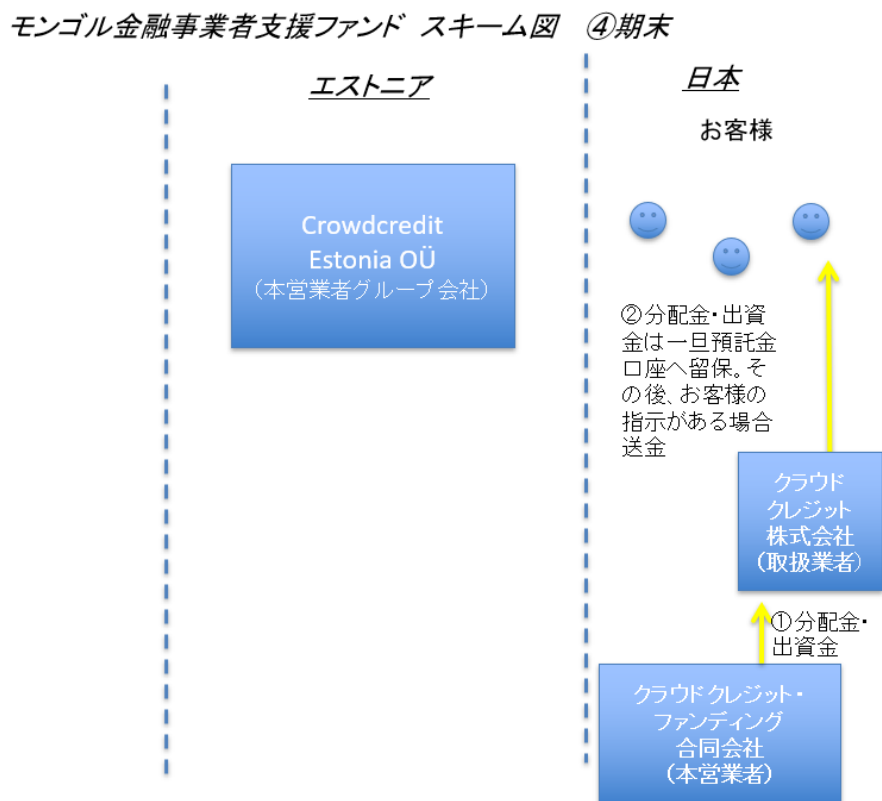 モンゴル金融事業者支援ファンド スキーム図 ④期末
エストニア
日本
お客様
Crowdcredit
Estonia OÜ
(本営業者グループ会社)
②分配金・出資
金は一旦預託金
口座へ留保。そ
の後、お客様の
指示がある場合
送金
クラウド
クレジット
株式会社
(取扱業者)
①分配金・
出資金
クラウドクレジット・
ファンディング
合同会社
(本営業者)